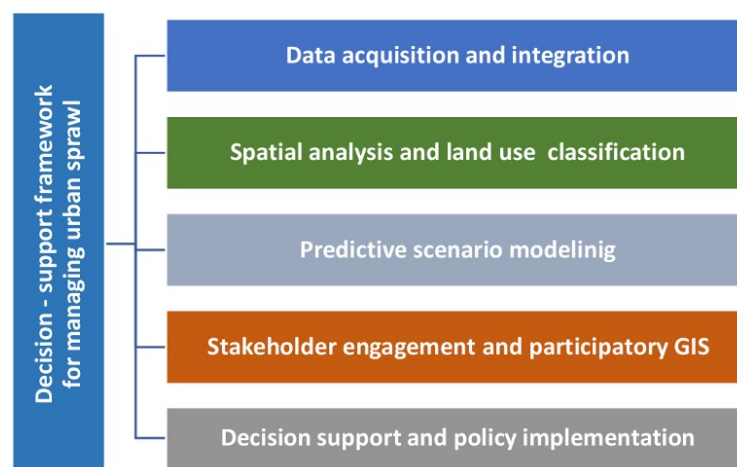 Decision - support framework
for managing urban sprawl
Data acquisition and integration
Spatial analysis and land use classification
Predictive scenario modelinig
Stakeholder engagement and participatory GIS
Decision support and policy implementation